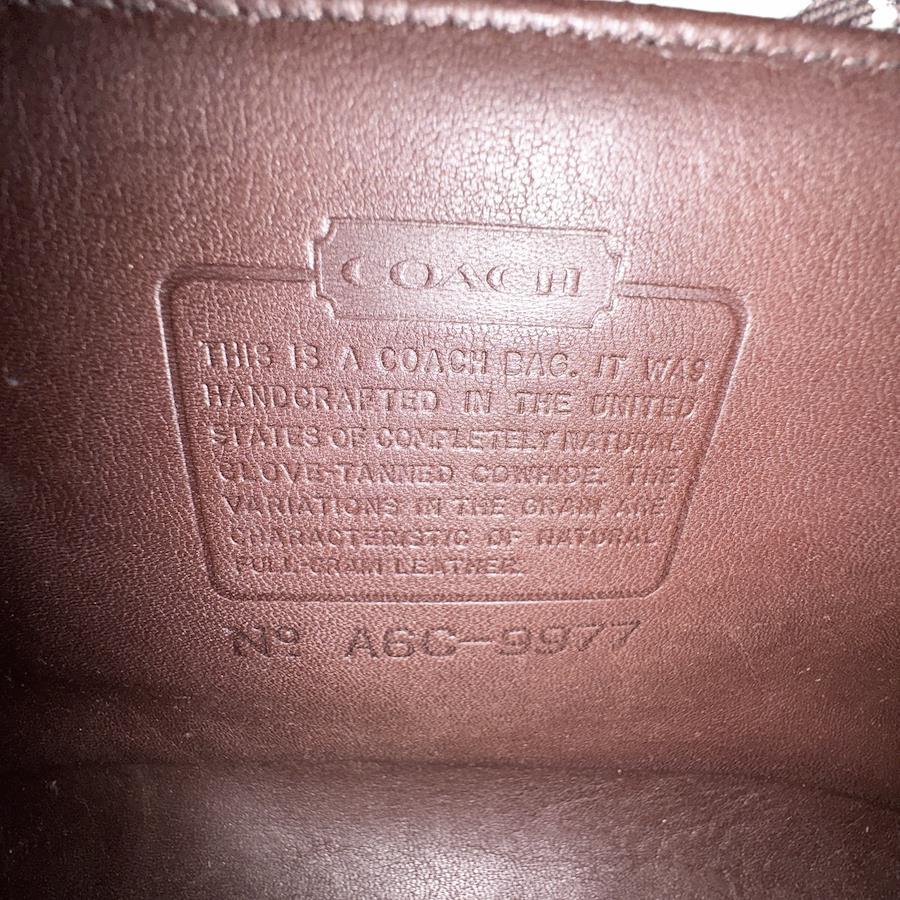 COACH
THIS IS A COACH BAG. IT WAS
HANDCRAFTED IN THE UNITED
STATES OF COMPLETELY NATURAL
GLOVE-TANNED COWHIDE. THE
VARIATIONS IN THE GRAIN ARE
CHARACTERISTIC OF NATURAL
FULL-GRAIN LEATHER.
Nº A6C-9977